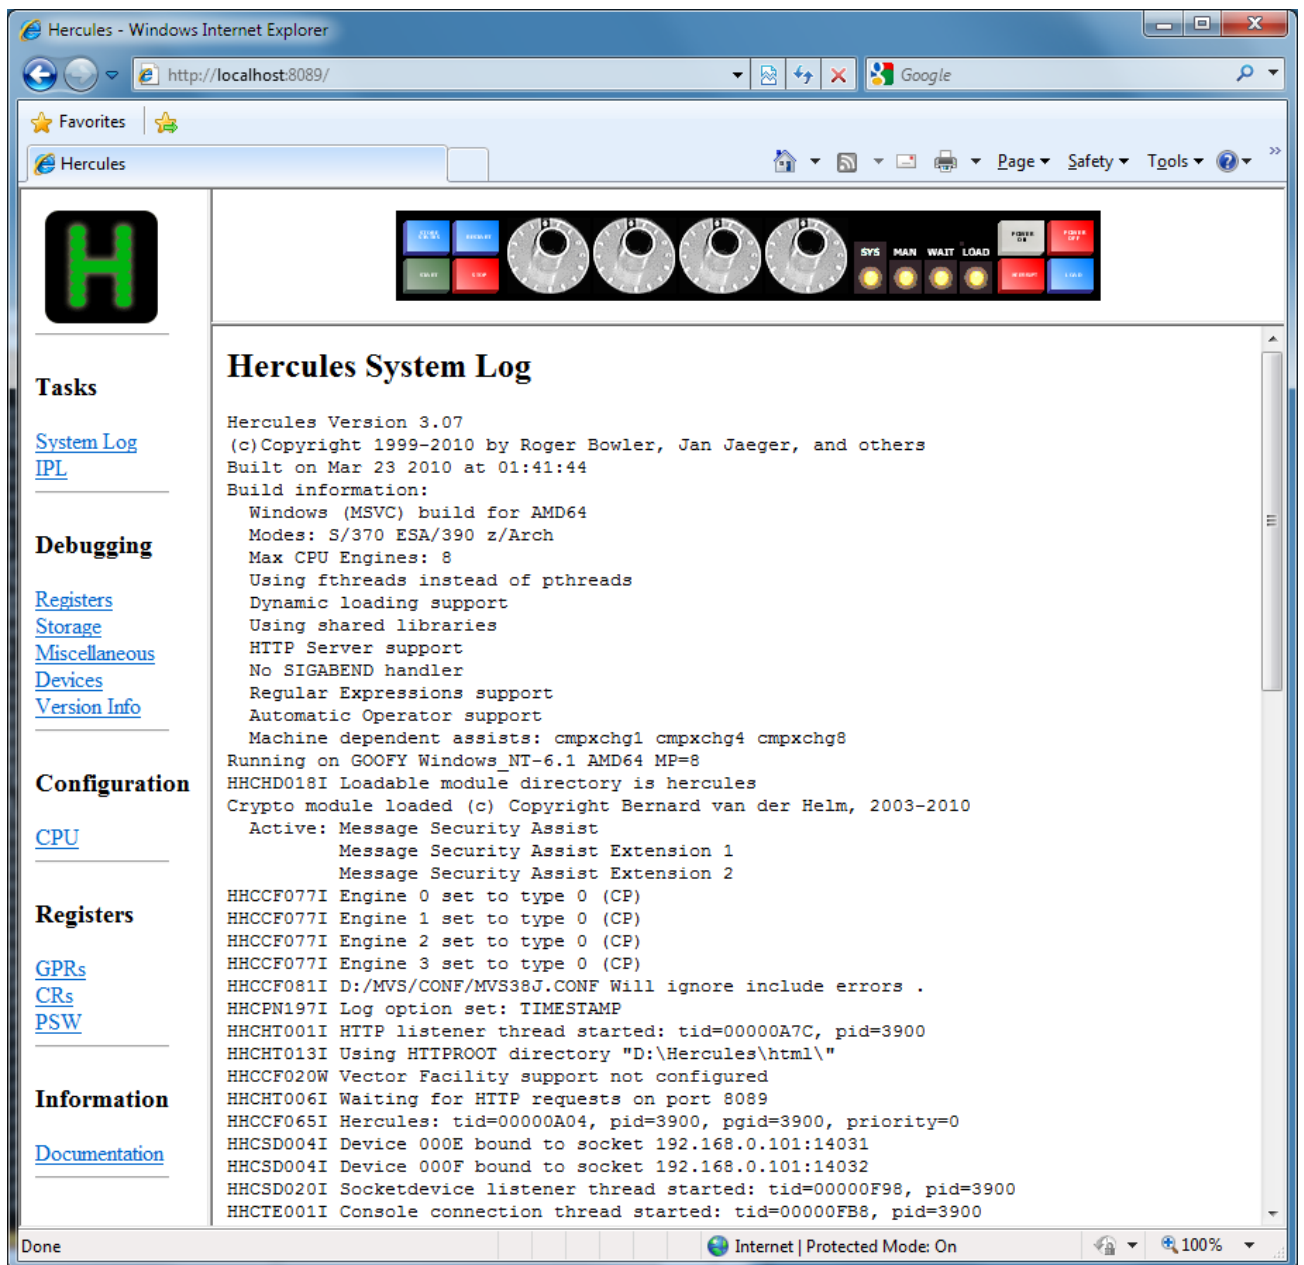 Hercules - Windows Internet Explorer
http://localhost:8089/
Google
Favorites
Hercules
Page
Safety
Tools
H
START
STOP
SYS MAN WAIT LOAD
POWER ON
POWER OFF
INTERRUPT
LOAD
Tasks
System Log
IPL
Debugging
Registers
Storage
Miscellaneous
Devices
Version Info
Configuration
CPU
Registers
GPRs
CRs
PSW
Information
Documentation
Hercules System Log
Hercules Version 3.07
(c)Copyright 1999-2010 by Roger Bowler, Jan Jaeger, and others
Built on Mar 23 2010 at 01:41:44
Build information:
Windows (MSVC) build for AMD64
Modes: S/370 ESA/390 z/Arch
Max CPU Engines: 8
Using fthreads instead of pthreads
Dynamic loading support
Using shared libraries
HTTP Server support
No SIGABEND handler
Regular Expressions support
Automatic Operator support
Machine dependent assists: cmpxchg1 cmpxchg4 cmpxchg8
Running on GOOFY Windows_NT-6.1 AMD64 MP=8
HHCHD018I Loadable module directory is hercules
Crypto module loaded (c) Copyright Bernard van der Helm, 2003-2010
Active: Message Security Assist
Message Security Assist Extension 1
Message Security Assist Extension 2
HHCCF077I Engine 0 set to type 0 (CP)
HHCCF077I Engine 1 set to type 0 (CP)
HHCCF077I Engine 2 set to type 0 (CP)
HHCCF077I Engine 3 set to type 0 (CP)
HHCCF081I D:/MVS/CONF/MVS38J.CONF Will ignore include errors .
HHCPN197I Log option set: TIMESTAMP
HHCHT001I HTTP listener thread started: tid=00000A7C, pid=3900
HHCHT013I Using HTTPROOT directory "D:\Hercules\html\"
HHCCF020W Vector Facility support not configured
HHCHT006I Waiting for HTTP requests on port 8089
HHCCF065I Hercules: tid=00000A04, pid=3900, pgid=3900, priority=0
HHCSD004I Device 000E bound to socket 192.168.0.101:14031
HHCSD004I Device 000F bound to socket 192.168.0.101:14032
HHCSD020I Socketdevice listener thread started: tid=00000F98, pid=3900
HHCTE001I Console connection thread started: tid=00000FB8, pid=3900
Done
Internet | Protected Mode: On
100%